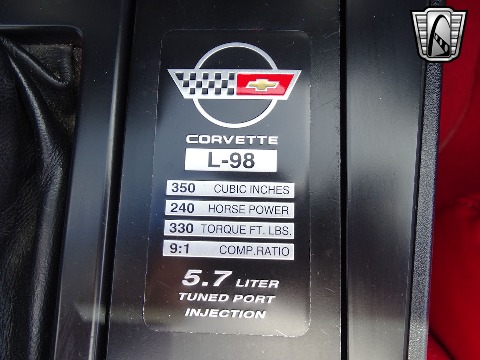 CORVETTE
L-98
350 CUBIC INCHES
240 HORSE POWER
330 TORQUE FT. LBS.
9:1 COMP.RATIO
5.7 LITER
TUNED PORT
INJECTION